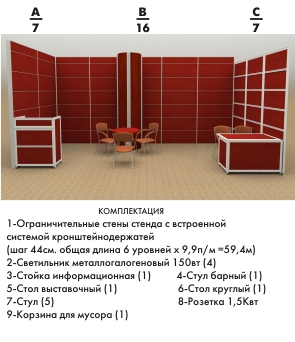 А В С
7 16 7
КОМПЛЕКТАЦИЯ
1-Ограничительные стены стенда с встроенной
системой кронштейнодержатей
(шаг 44см. общая длина 6 уровней х 9,9п/м =59,4м)
2-Светильник металлогалогеновый 150вт (4)
3-Стойка информационная (1) 4-Стул барный (1)
5-Стол выставочный (1) 6-Стол круглый (1)
7-Стул (5) 8-Розетка 1,5Квт
9-Корзина для мусора (1)